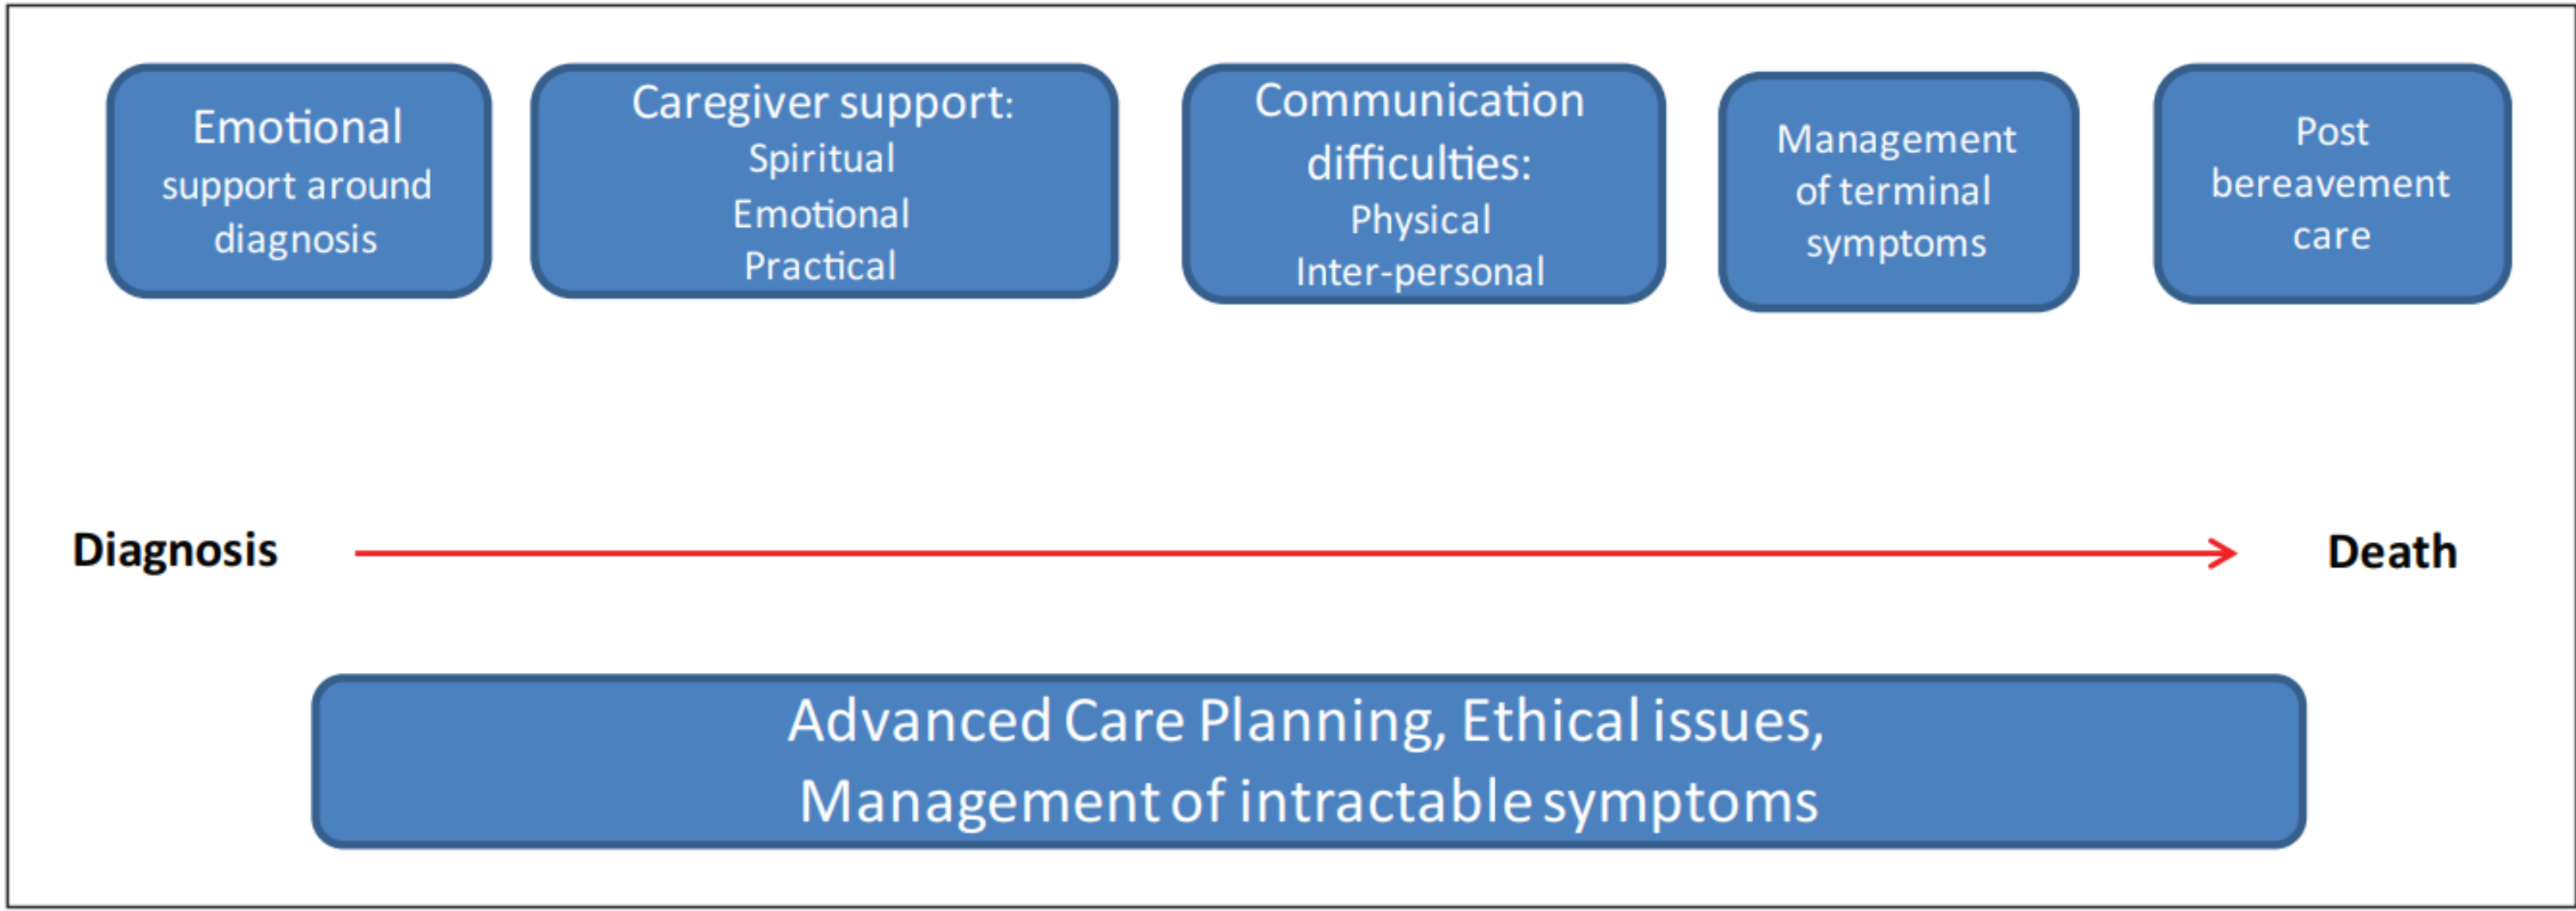 Emotional
support around
diagnosis
Caregiver support:
Spiritual
Emotional
Practical
Communication
difficulties:
Physical
Inter-personal
Management
of terminal
symptoms
Post
bereavement
care
Diagnosis
Death
Advanced Care Planning, Ethical issues,
Management of intractable symptoms